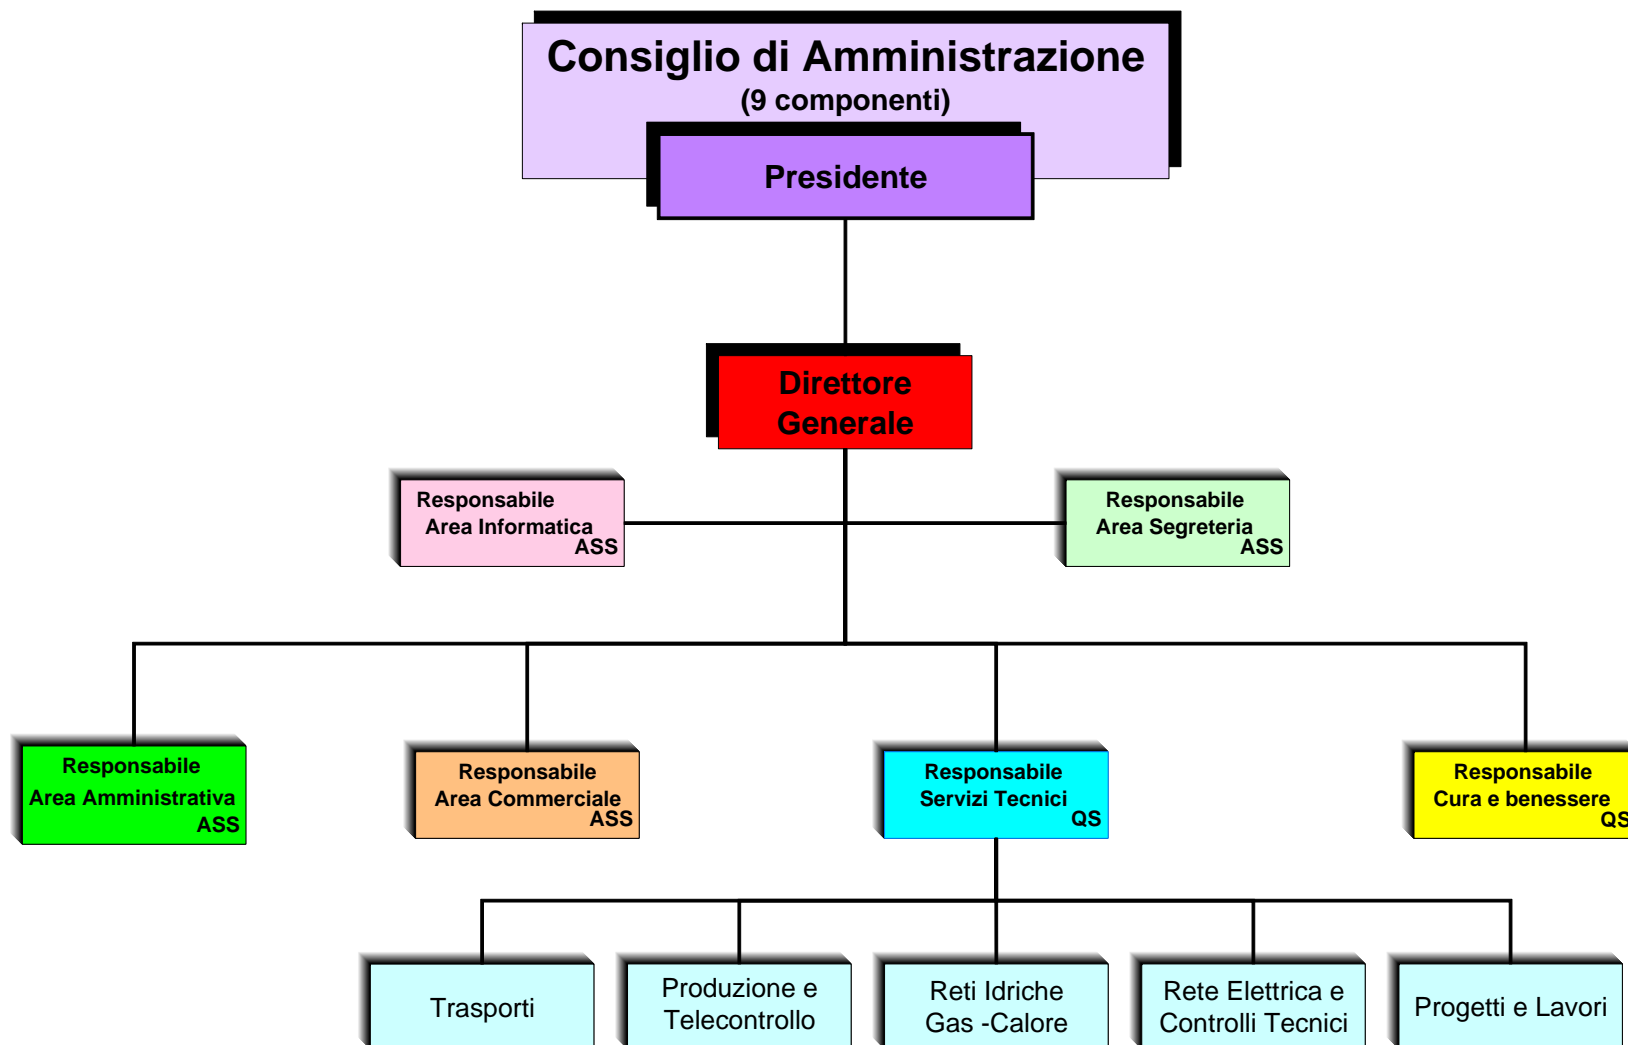 Consiglio di Amministrazione
(9 componenti)
Presidente
Direttore
Generale
Responsabile
Area Informatica
ASS
Responsabile
Area Segreteria
ASS
Responsabile
Area Amministrativa
ASS
Responsabile
Area Commerciale
ASS
Responsabile
Servizi Tecnici
QS
Responsabile
Cura e benessere
QS
Trasporti
Produzione e
Telecontrollo
Reti Idriche
Gas -Calore
Rete Elettrica e
Controlli Tecnici
Progetti e Lavori